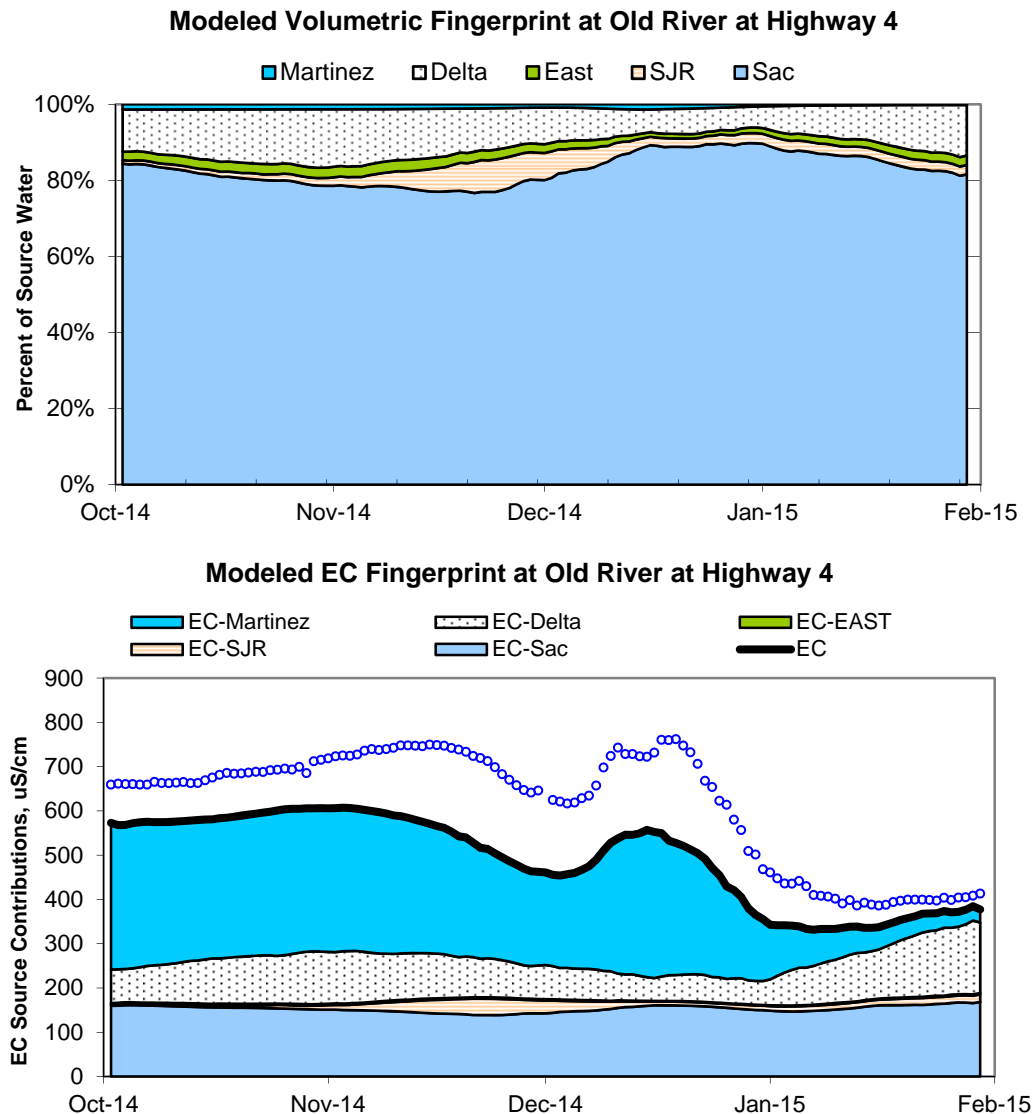 Modeled Volumetric Fingerprint at Old River at Highway 4
Martinez Delta East SJR Sac
Percent of Source Water
100%
80%
60%
40%
20%
0%
Oct-14 Nov-14 Dec-14 Jan-15 Feb-15
Modeled EC Fingerprint at Old River at Highway 4
EC-Martinez EC-Delta EC-EAST
EC-SJR EC-Sac EC
EC Source Contributions, uS/cm
900
800
700
600
500
400
300
200
100
0
Oct-14 Nov-14 Dec-14 Jan-15 Feb-15